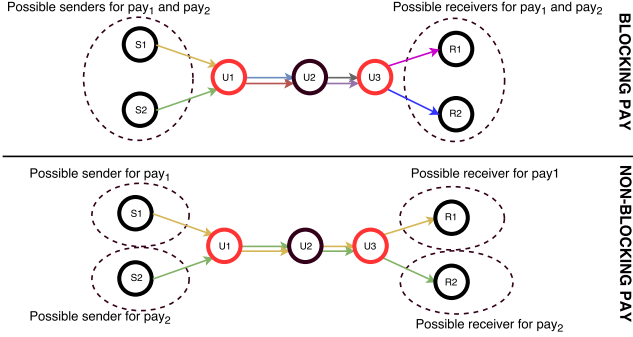 Possible senders for pay1 and pay2
Possible receivers for pay1 and pay2
S1
S2
U1
U2
U3
R1
R2
BLOCKING PAY
Possible sender for pay1
Possible receiver for pay1
S1
S2
U1
U2
U3
R1
R2
Possible sender for pay2
Possible receiver for pay2
NON-BLOCKING PAY